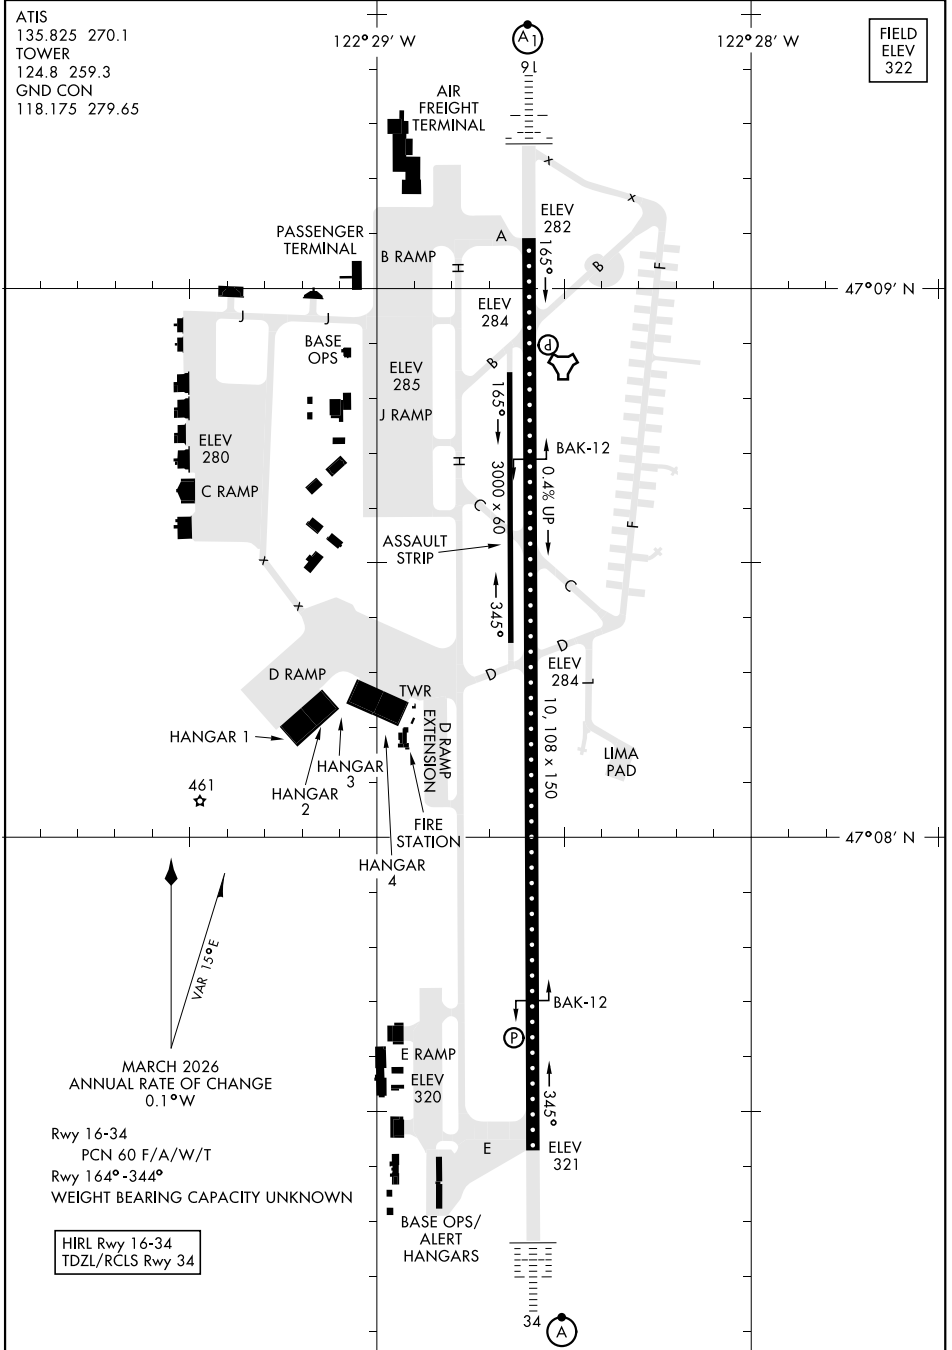 ATIS
135.825 270.1
TOWER
124.8 259.3
GND CON
118.175 279.65
122°29' W
122°28' W
FIELD
ELEV
322
A1
16
AIR
FREIGHT
TERMINAL
x
x
ELEV
282
A
PASSENGER
TERMINAL
B RAMP
H
165°
B
F
47°09' N
J
J
ELEV
284
BASE
OPS
P
B
ELEV
285
165°
J RAMP
ELEV
280
BAK-12
H
C RAMP
3000 x 60
0.4% UP
C
F
ASSAULT
STRIP
x
C
x
345°
D
D RAMP
D
ELEV
284
L
TWR
D RAMP
EXTENSION
10,108 x 150
HANGAR 1
LIMA
PAD
HANGAR
3
HANGAR
2
461
FIRE
STATION
47°08' N
HANGAR
4
VAR 15°E
BAK-12
P
E RAMP
MARCH 2026
ANNUAL RATE OF CHANGE
0.1°W
ELEV
320
345°
Rwy 16-34
PCN 60 F/A/W/T
Rwy 164°-344°
WEIGHT BEARING CAPACITY UNKNOWN
E
ELEV
321
BASE OPS/
ALERT
HANGARS
HIRL Rwy 16-34
TDZL/RCLS Rwy 34
34
A